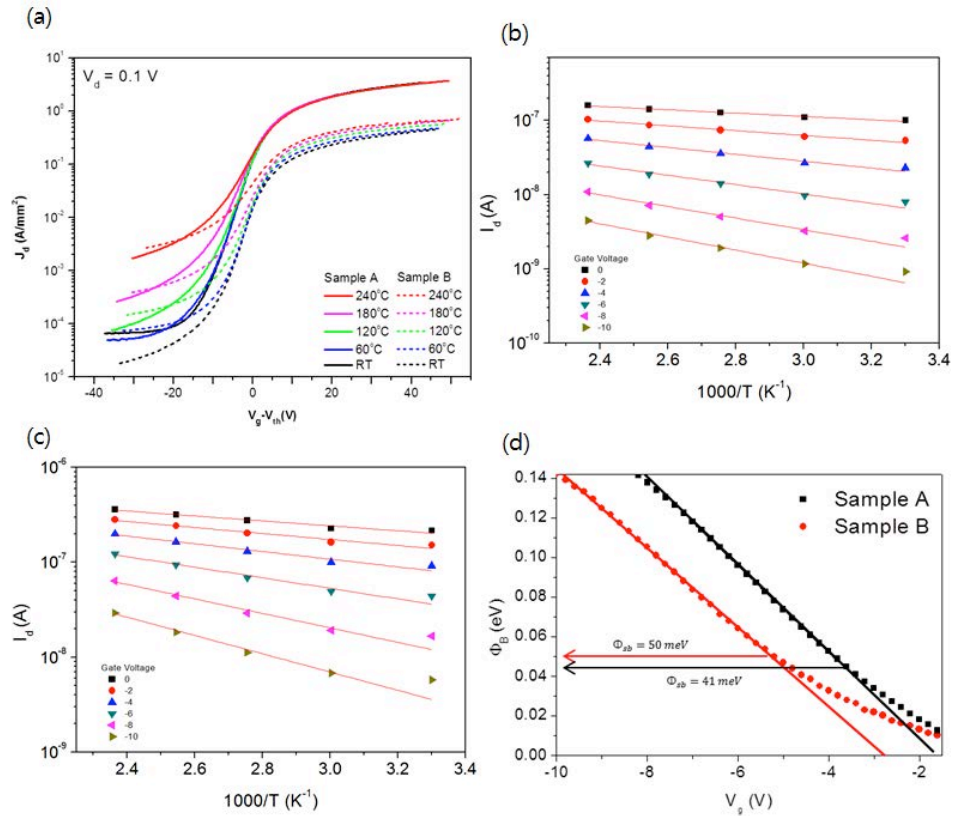 (a)
V_d = 0.1 V
10^1
10^0
10^-1
10^-2
10^-3
10^-4
10^-5
J_d (A/mm²)
Sample A Sample B
240°C 240°C
180°C 180°C
120°C 120°C
60°C 60°C
RT RT
-40 -20 0 20 40
V_g-V_th(V)
(b)
10^-7
10^-8
10^-9
10^-10
I_d(A)
Gate Voltage
0
-2
-4
-6
-8
-10
2.4 2.6 2.8 3.0 3.2 3.4
1000/T (K^-1)
(c)
10^-6
10^-7
10^-8
10^-9
I_d(A)
Gate Voltage
0
-2
-4
-6
-8
-10
2.4 2.6 2.8 3.0 3.2 3.4
1000/T (K^-1)
(d)
0.14
0.12
0.10
0.08
0.06
0.04
0.02
0.00
Φ_B (eV)
Sample A
Sample B
Φ_sb = 50 meV
Φ_sb = 41 meV
-10 -8 -6 -4 -2
V_g (V)